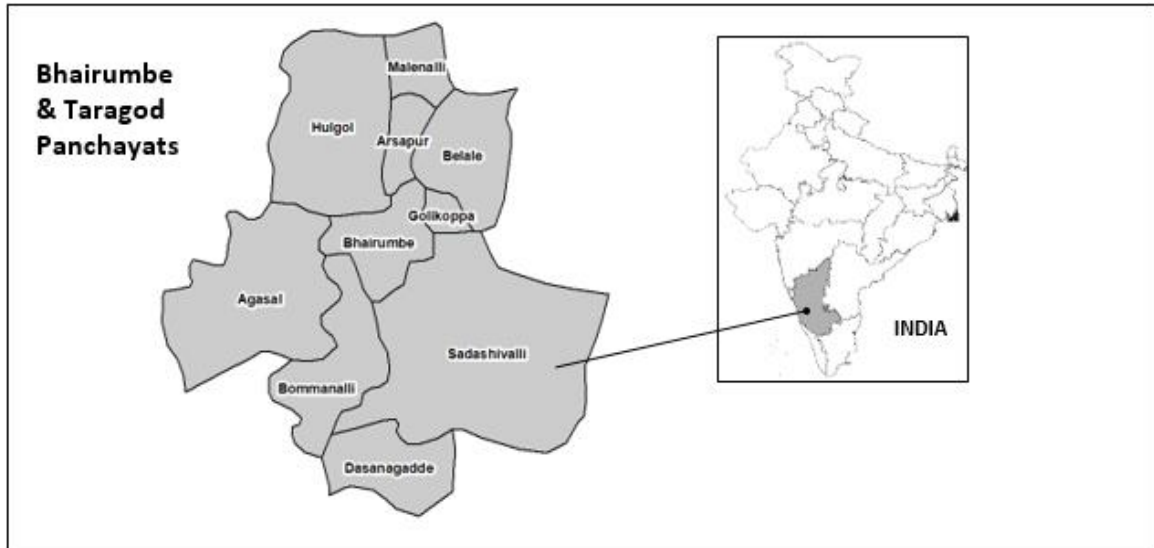 Bhairumbe
& Taragod
Panchayats
Malenalli
Hulgol
Arsapur
Belale
Golikoppa
Bhairumbe
Agasal
Sadashivalli
Bommanalli
Dasanagadde
INDIA